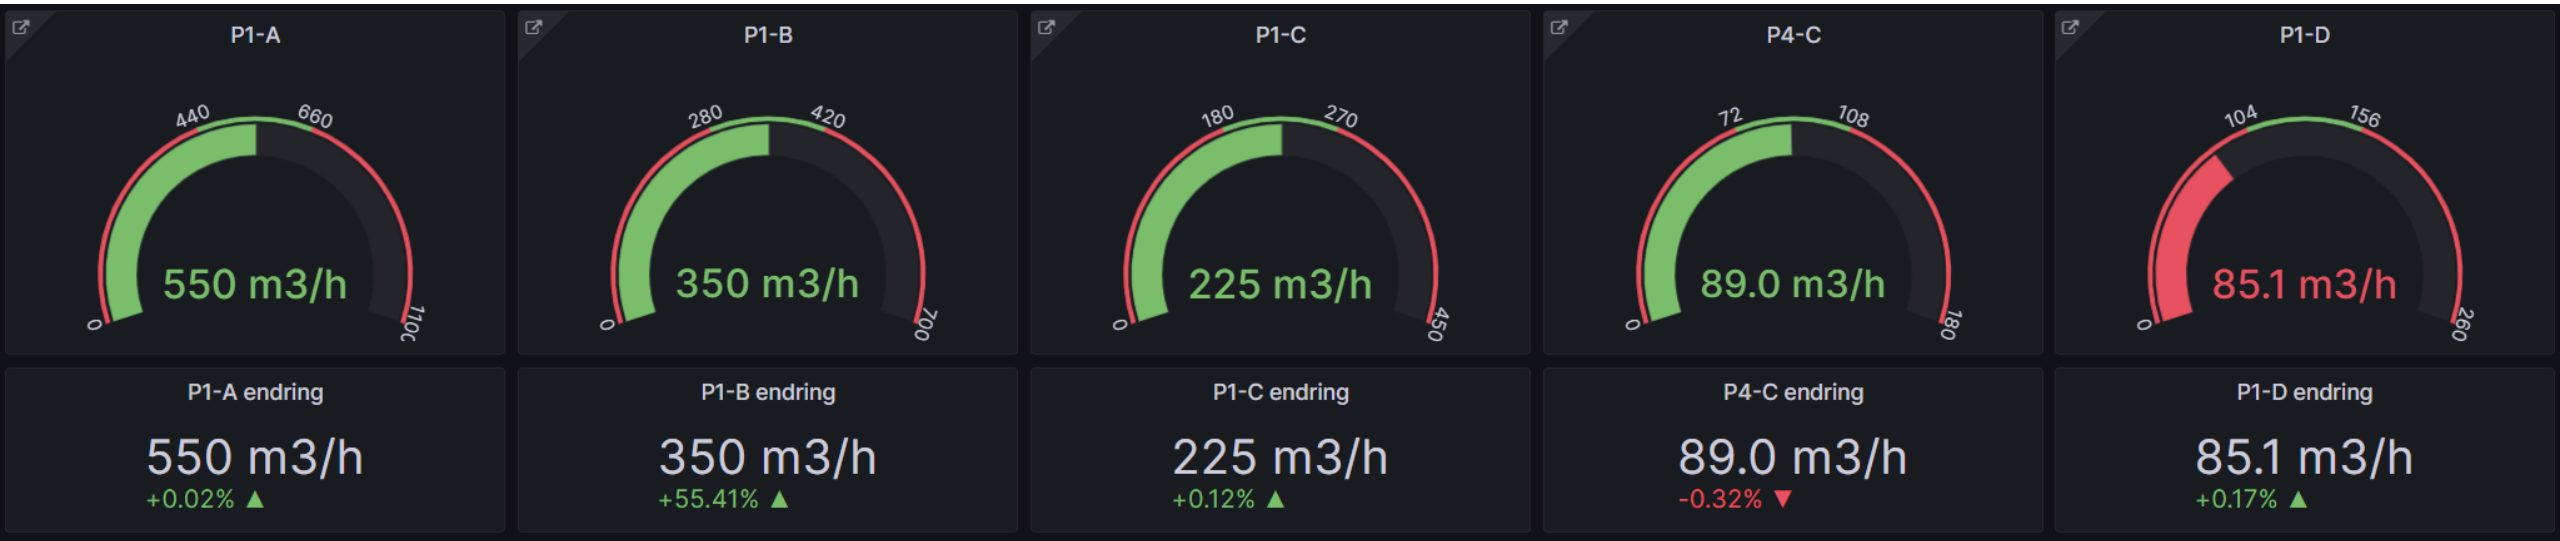 P1-A
440 660
0 1100
550 m3/h
P1-B
280 420
0 700
350 m3/h
P1-C
180 270
0 450
225 m3/h
P4-C
72 108
0 180
89.0 m3/h
P1-D
104 156
0 260
85.1 m3/h
P1-A endring
550 m3/h
+0.02% ▲
P1-B endring
350 m3/h
+55.41% ▲
P1-C endring
225 m3/h
+0.12% ▲
P4-C endring
89.0 m3/h
-0.32% ▼
P1-D endring
85.1 m3/h
+0.17% ▲